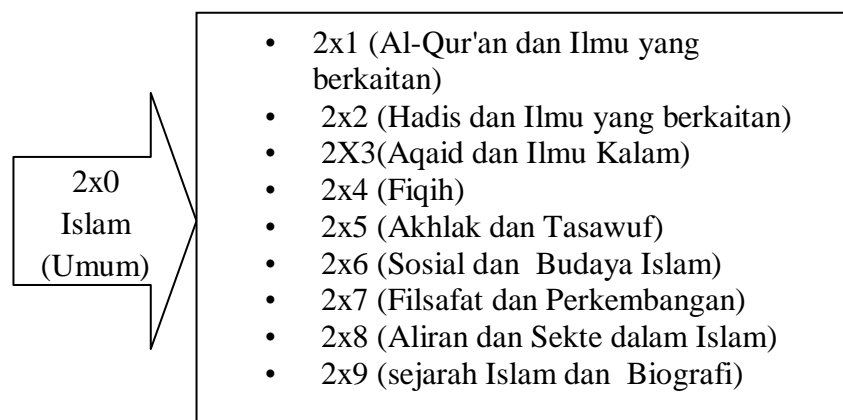 2x0
Islam
(Umum)
• 2x1 (Al-Qur'an dan Ilmu yang
berkaitan)
• 2x2 (Hadis dan Ilmu yang berkaitan)
• 2X3(Aqaid dan Ilmu Kalam)
• 2x4 (Fiqih)
• 2x5 (Akhlak dan Tasawuf)
• 2x6 (Sosial dan Budaya Islam)
• 2x7 (Filsafat dan Perkembangan)
• 2x8 (Aliran dan Sekte dalam Islam)
• 2x9 (sejarah Islam dan Biografi)